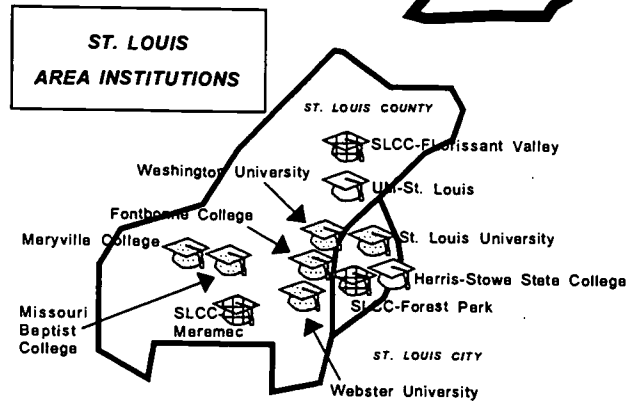 ST. LOUIS
AREA INSTITUTIONS
ST. LOUIS COUNTY
SLCC-Florissant Valley
Washington University
UM-St. Louis
Fontbonne College
Maryville College
St. Louis University
Harris-Stowe State College
Missouri
Baptist
College
SLCC-
Meramec
SLCC-Forest Park
ST. LOUIS CITY
Webster University